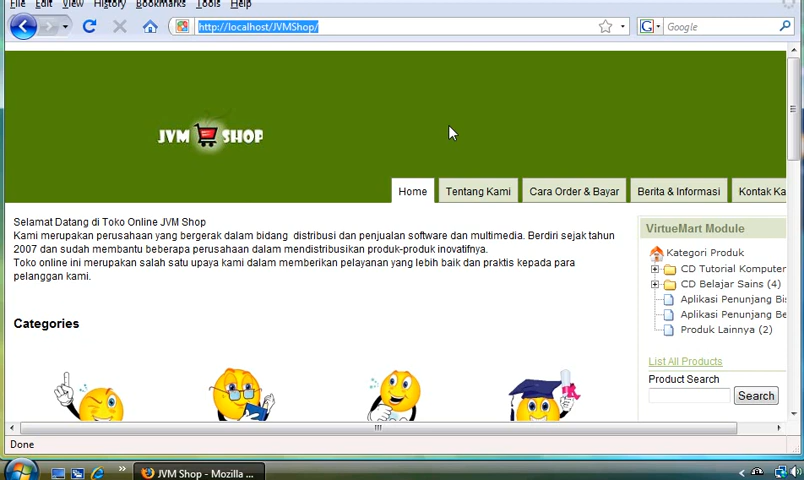 File Edit View History Bookmarks Tools Help
http://localhost/JVMShop/
Google
JVM SHOP
Home
Tentang Kami
Cara Order & Bayar
Berita & Informasi
Kontak Ka
Selamat Datang di Toko Online JVM Shop
Kami merupakan perusahaan yang bergerak dalam bidang distribusi dan penjualan software dan multimedia. Berdiri sejak tahun
2007 dan sudah membantu beberapa perusahaan dalam mendistribusikan produk-produk inovatifnya.
Toko online ini merupakan salah satu upaya kami dalam memberikan pelayanan yang lebih baik dan praktis kepada para
pelanggan kami.
Categories
VirtueMart Module
Kategori Produk
CD Tutorial Komputer
CD Belajar Sains (4)
Aplikasi Penunjang Bis
Aplikasi Penunjang Be
Produk Lainnya (2)
List All Products
Product Search
Search
Done
JVM Shop - Mozilla ...